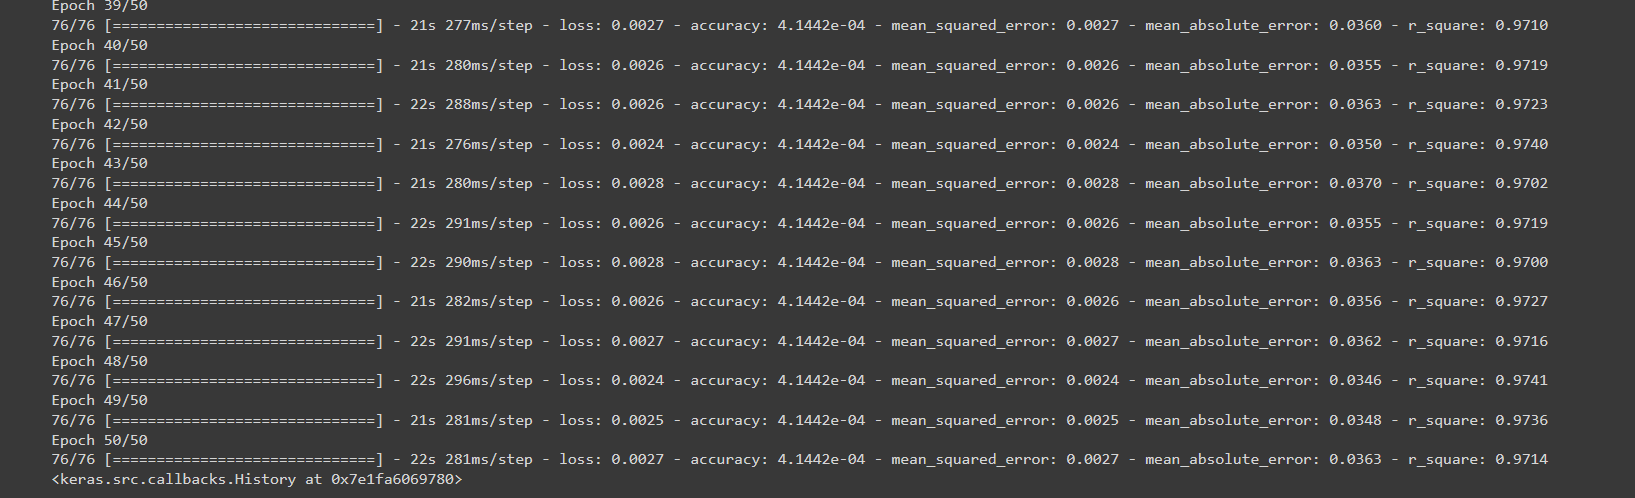 Epoch 39/50
76/76 [==============================] - 21s 277ms/step - loss: 0.0027 - accuracy: 4.1442e-04 - mean_squared_error: 0.0027 - mean_absolute_error: 0.0360 - r_square: 0.9710
Epoch 40/50
76/76 [==============================] - 21s 280ms/step - loss: 0.0026 - accuracy: 4.1442e-04 - mean_squared_error: 0.0026 - mean_absolute_error: 0.0355 - r_square: 0.9719
Epoch 41/50
76/76 [==============================] - 22s 288ms/step - loss: 0.0026 - accuracy: 4.1442e-04 - mean_squared_error: 0.0026 - mean_absolute_error: 0.0363 - r_square: 0.9723
Epoch 42/50
76/76 [==============================] - 21s 276ms/step - loss: 0.0024 - accuracy: 4.1442e-04 - mean_squared_error: 0.0024 - mean_absolute_error: 0.0350 - r_square: 0.9740
Epoch 43/50
76/76 [==============================] - 21s 280ms/step - loss: 0.0028 - accuracy: 4.1442e-04 - mean_squared_error: 0.0028 - mean_absolute_error: 0.0370 - r_square: 0.9702
Epoch 44/50
76/76 [==============================] - 22s 291ms/step - loss: 0.0026 - accuracy: 4.1442e-04 - mean_squared_error: 0.0026 - mean_absolute_error: 0.0355 - r_square: 0.9719
Epoch 45/50
76/76 [==============================] - 22s 290ms/step - loss: 0.0028 - accuracy: 4.1442e-04 - mean_squared_error: 0.0028 - mean_absolute_error: 0.0363 - r_square: 0.9700
Epoch 46/50
76/76 [==============================] - 21s 282ms/step - loss: 0.0026 - accuracy: 4.1442e-04 - mean_squared_error: 0.0026 - mean_absolute_error: 0.0356 - r_square: 0.9727
Epoch 47/50
76/76 [==============================] - 22s 291ms/step - loss: 0.0027 - accuracy: 4.1442e-04 - mean_squared_error: 0.0027 - mean_absolute_error: 0.0362 - r_square: 0.9716
Epoch 48/50
76/76 [==============================] - 22s 296ms/step - loss: 0.0024 - accuracy: 4.1442e-04 - mean_squared_error: 0.0024 - mean_absolute_error: 0.0346 - r_square: 0.9741
Epoch 49/50
76/76 [==============================] - 21s 281ms/step - loss: 0.0025 - accuracy: 4.1442e-04 - mean_squared_error: 0.0025 - mean_absolute_error: 0.0348 - r_square: 0.9736
Epoch 50/50
76/76 [==============================] - 22s 281ms/step - loss: 0.0027 - accuracy: 4.1442e-04 - mean_squared_error: 0.0027 - mean_absolute_error: 0.0363 - r_square: 0.9714
<keras.src.callbacks.History at 0x7e1fa6069780>